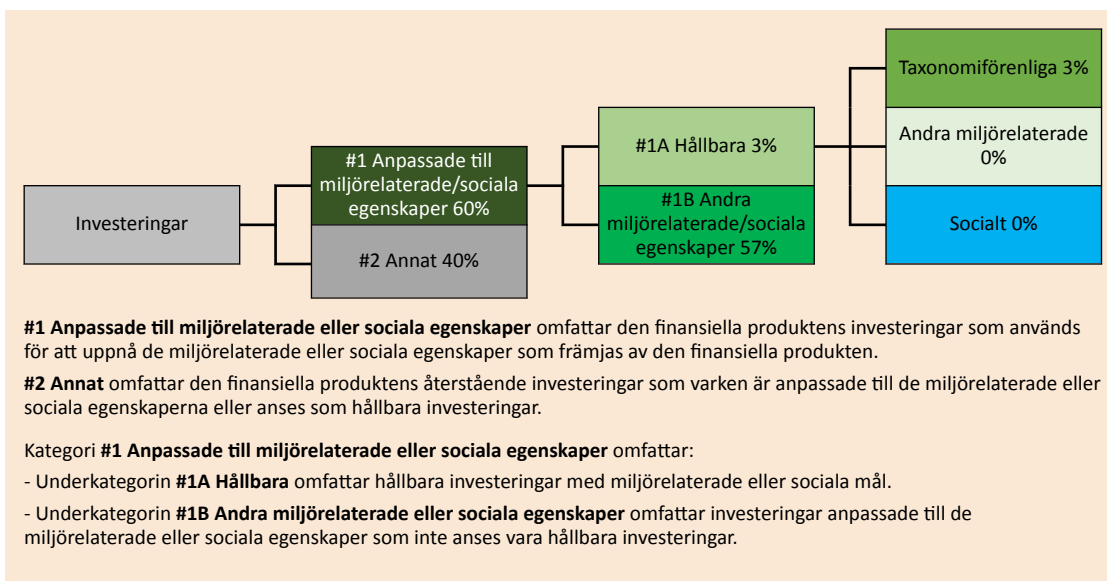 Investeringar
#1 Anpassade till
miljörelaterade/sociala
egenskaper 60%
#2 Annat 40%
#1A Hållbara 3%
#1B Andra
miljörelaterade/sociala
egenskaper 57%
Taxonomiförenliga 3%
Andra miljörelaterade
0%
Socialt 0%
#1 Anpassade till miljörelaterade eller sociala egenskaper omfattar den finansiella produktens investeringar som används
för att uppnå de miljörelaterade eller sociala egenskaper som främjas av den finansiella produkten.
#2 Annat omfattar den finansiella produktens återstående investeringar som varken är anpassade till de miljörelaterade eller
sociala egenskaperna eller anses som hållbara investeringar.
Kategori #1 Anpassade till miljörelaterade eller sociala egenskaper omfattar:
- Underkategorin #1A Hållbara omfattar hållbara investeringar med miljörelaterade eller sociala mål.
- Underkategorin #1B Andra miljörelaterade eller sociala egenskaper omfattar investeringar anpassade till de
miljörelaterade eller sociala egenskaper som inte anses vara hållbara investeringar.